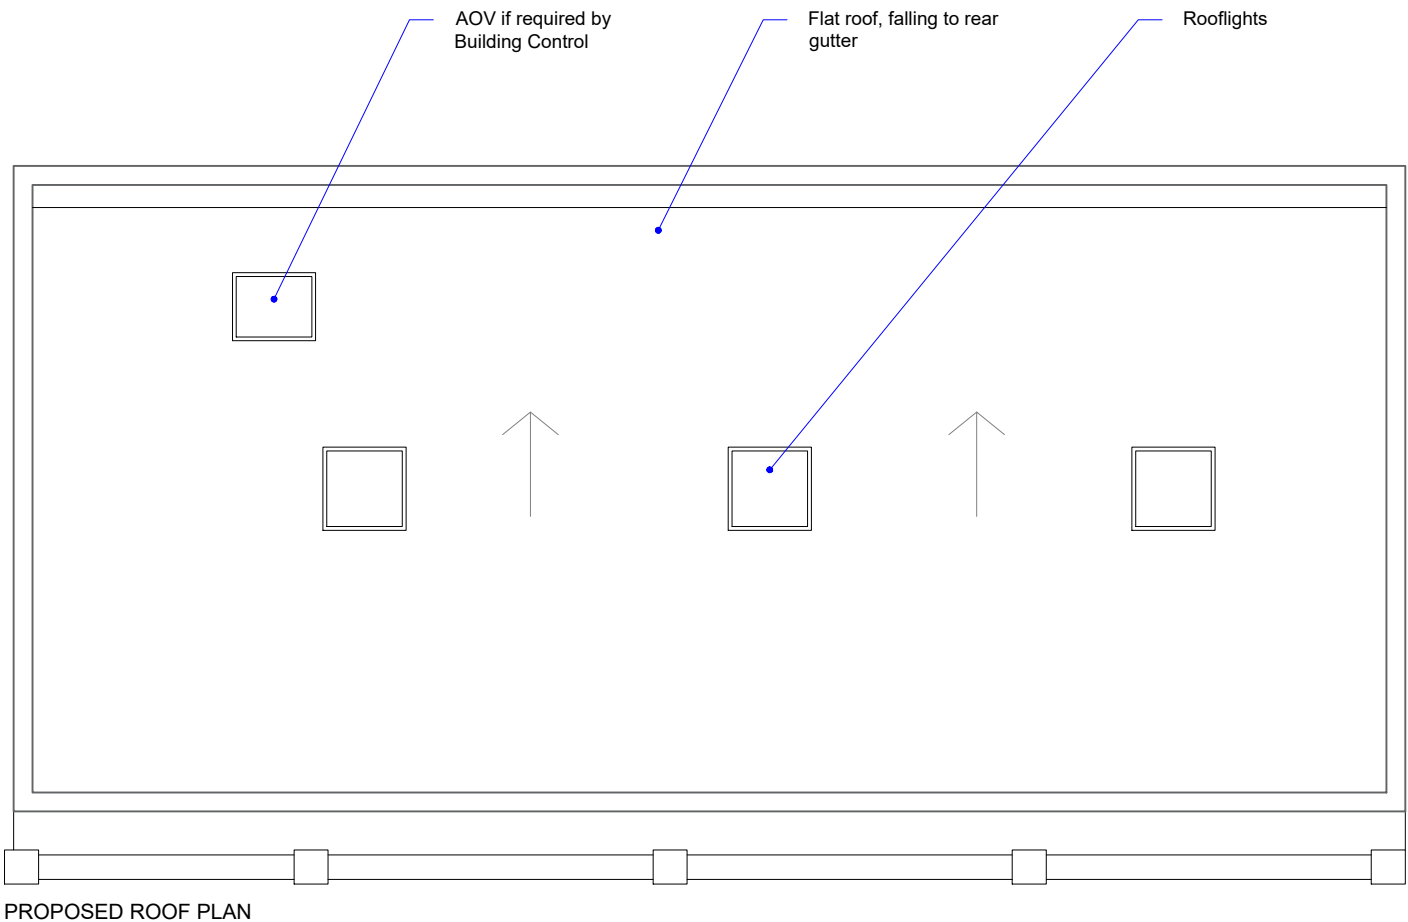 AOV if required by
Building Control
Flat roof, falling to rear
gutter
Rooflights
PROPOSED ROOF PLAN